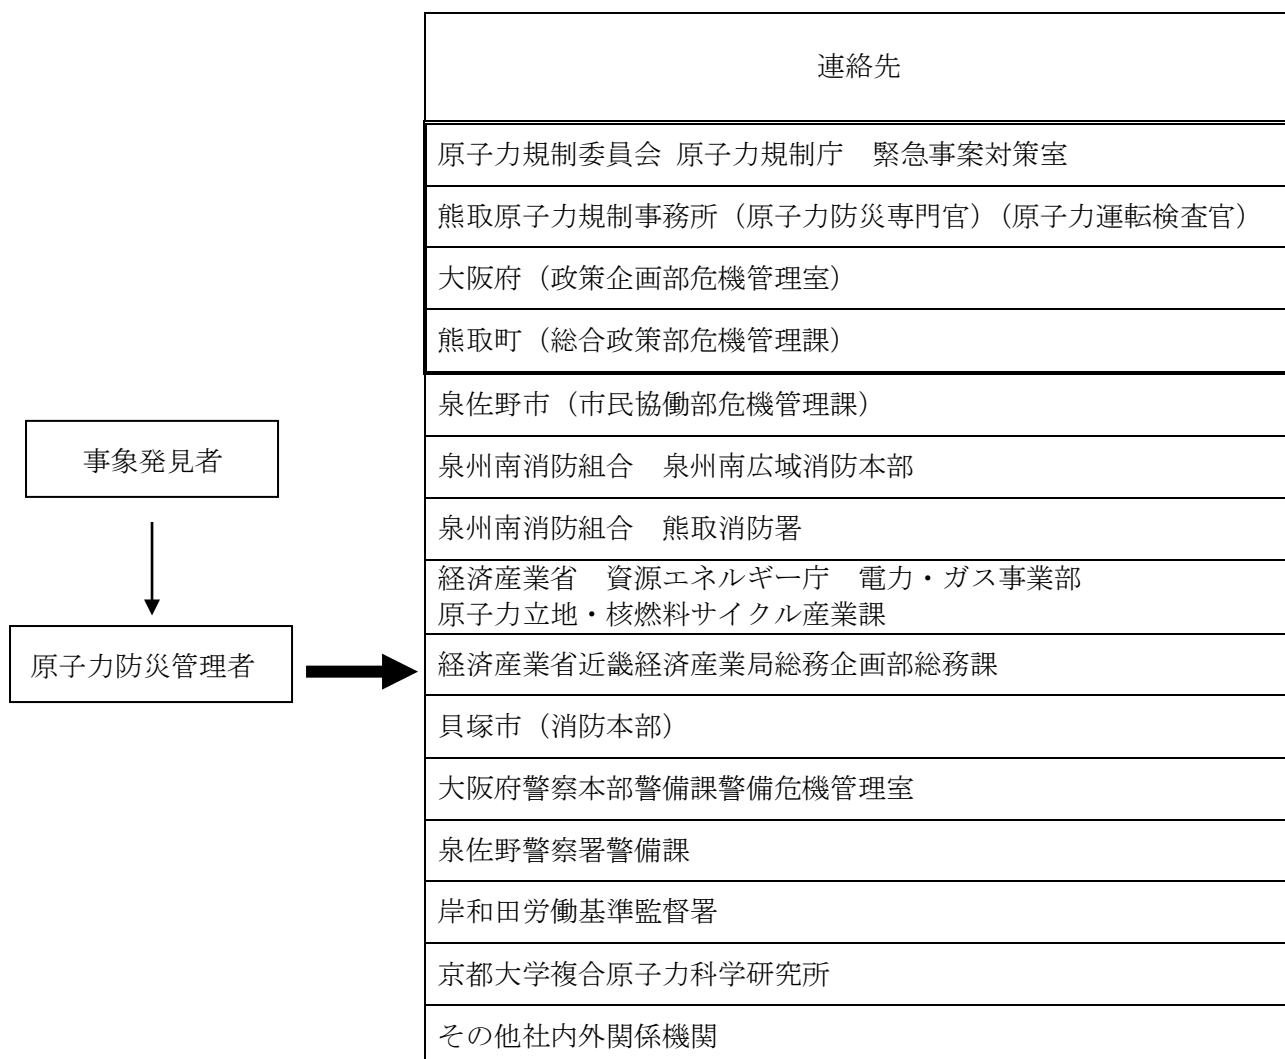 連絡先
原子力規制委員会 原子力規制庁　緊急事案対策室
熊取原子力規制事務所（原子力防災専門官）（原子力運転検査官）
大阪府（政策企画部危機管理室）
熊取町（総合政策部危機管理課）
泉佐野市（市民協働部危機管理課）
泉州南消防組合　泉州南広域消防本部
泉州南消防組合　熊取消防署
経済産業省　資源エネルギー庁　電力・ガス事業部
原子力立地・核燃料サイクル産業課
経済産業省近畿経済産業局総務企画部総務課
貝塚市（消防本部）
大阪府警察本部警備課警備危機管理室
泉佐野警察署警備課
岸和田労働基準監督署
京都大学複合原子力科学研究所
その他社内外関係機関
事象発見者
原子力防災管理者